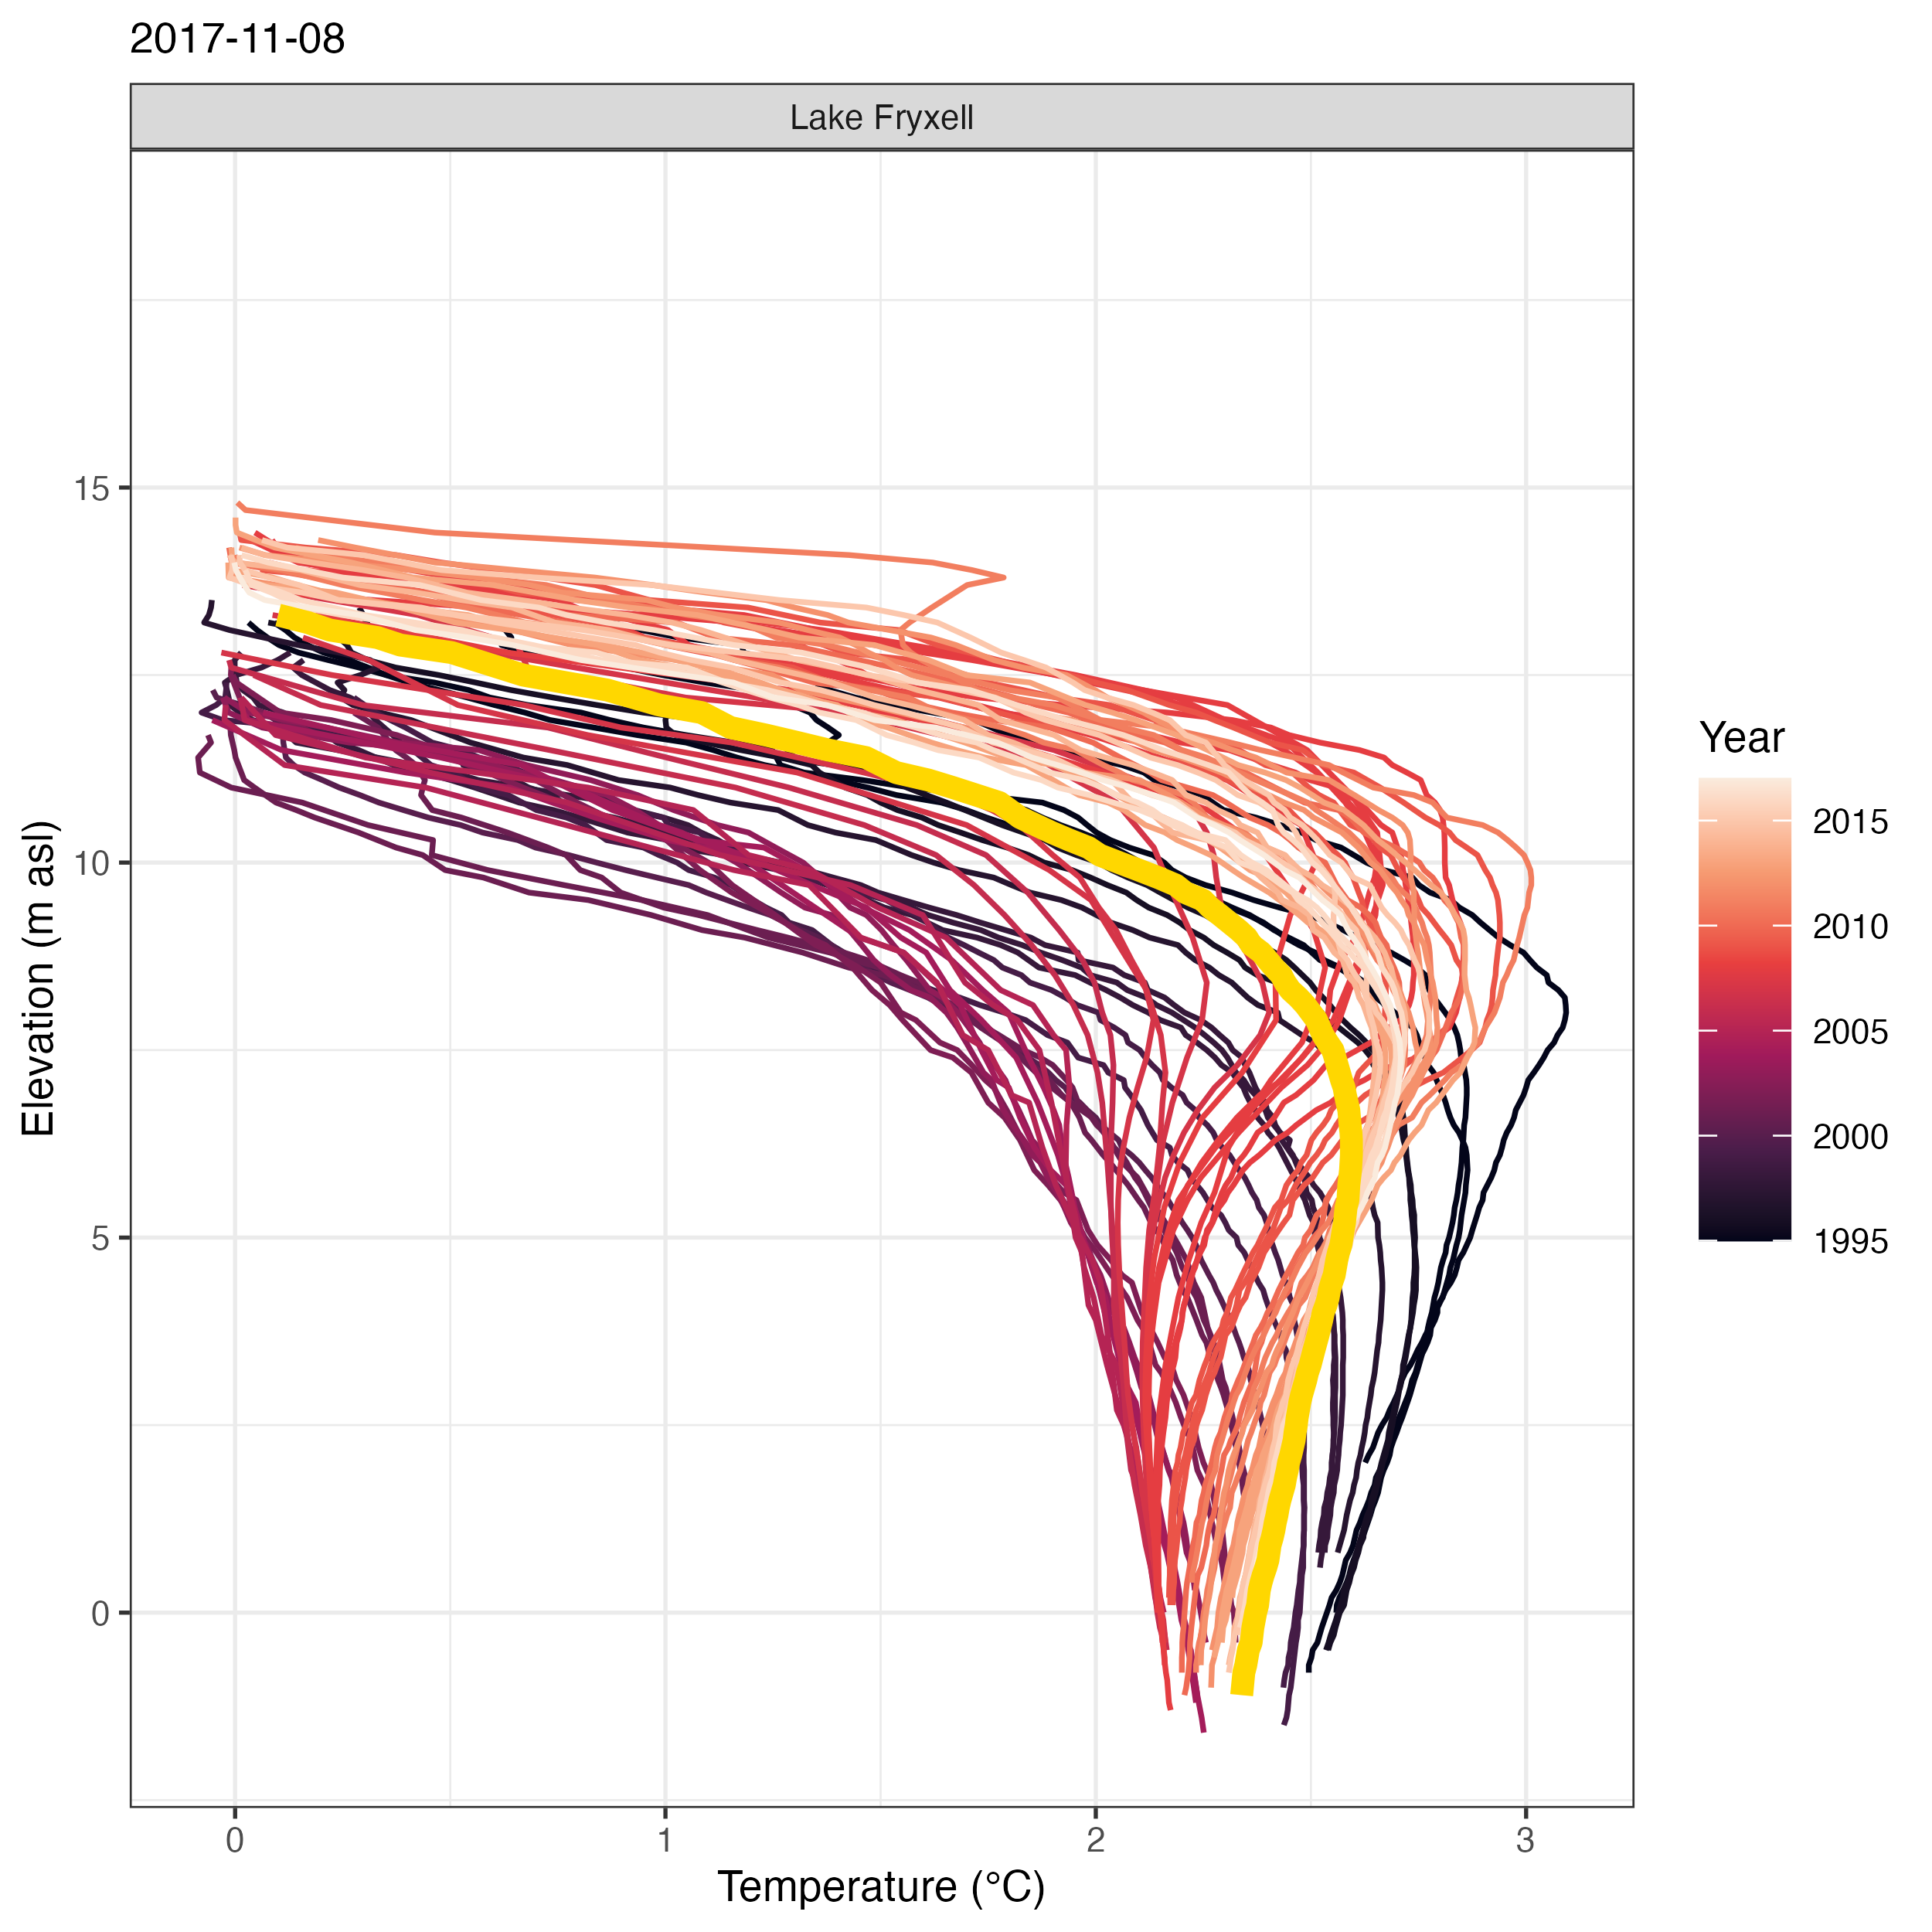 2017-11-08
Lake Fryxell
Elevation (m asl)
15
10
5
0
0 1 2 3
Temperature (°C)
Year
2015
2010
2005
2000
1995